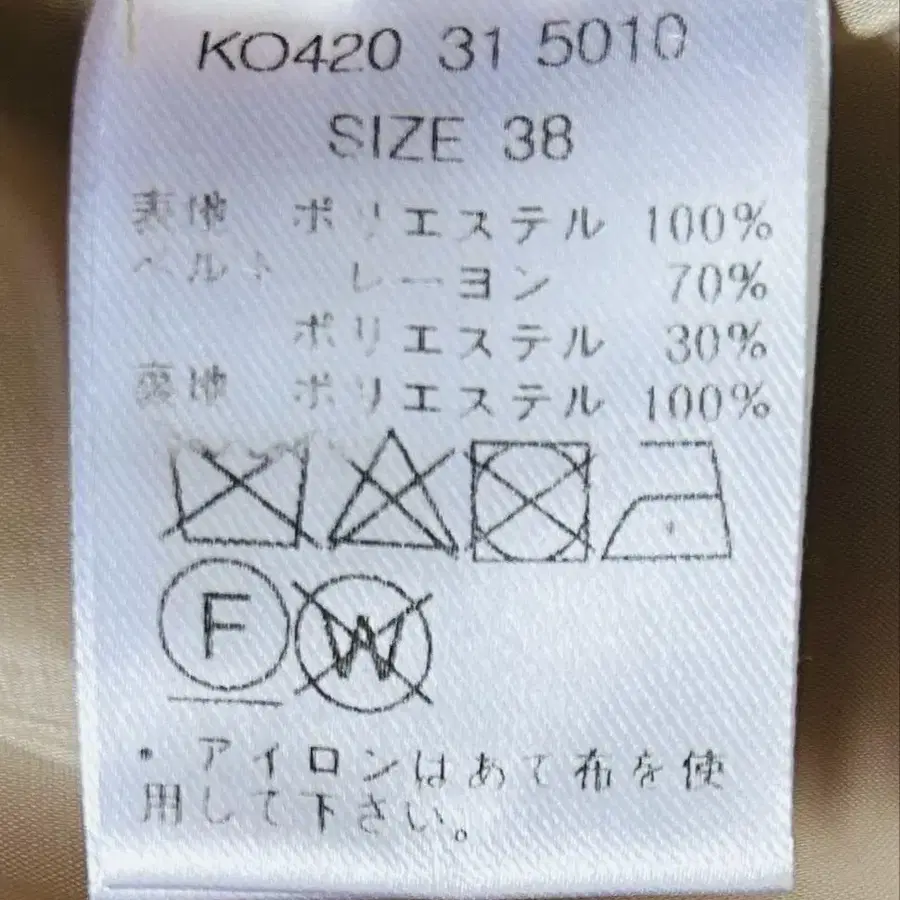 KO420 31 5010
SIZE 38
表地 ポリエステル 100%
ベルト レーヨン 70%
ポリエステル 30%
裏地 ポリエステル 100%
F W
・アイロンはあて布を使
用して下さい。